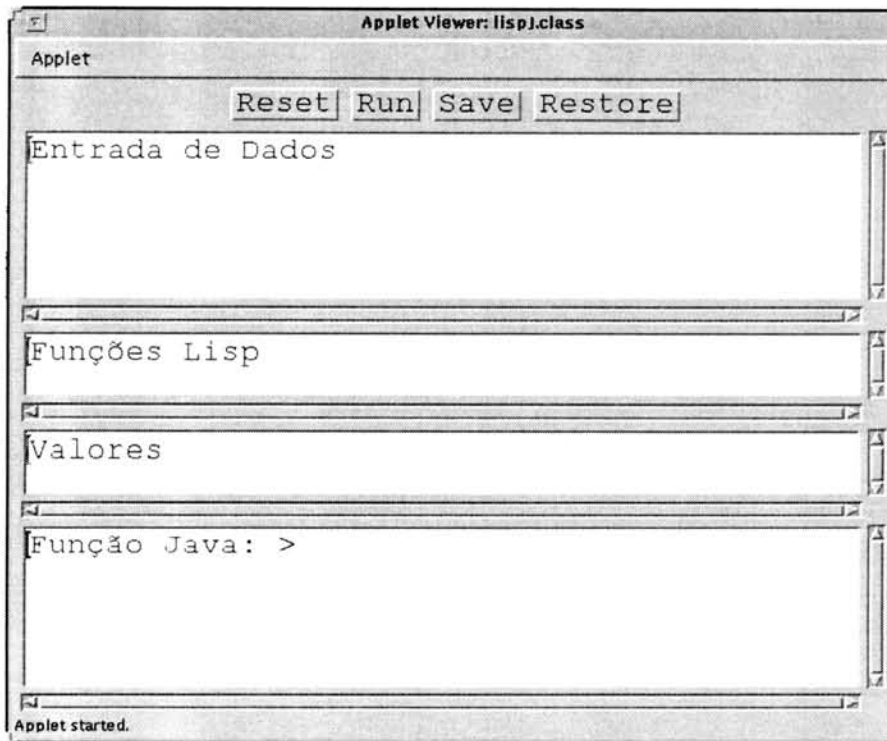 Applet Viewer: lispJ.class
Applet
Reset Run Save Restore
Entrada de Dados
Funções Lisp
Valores
Função Java: >
Applet started.